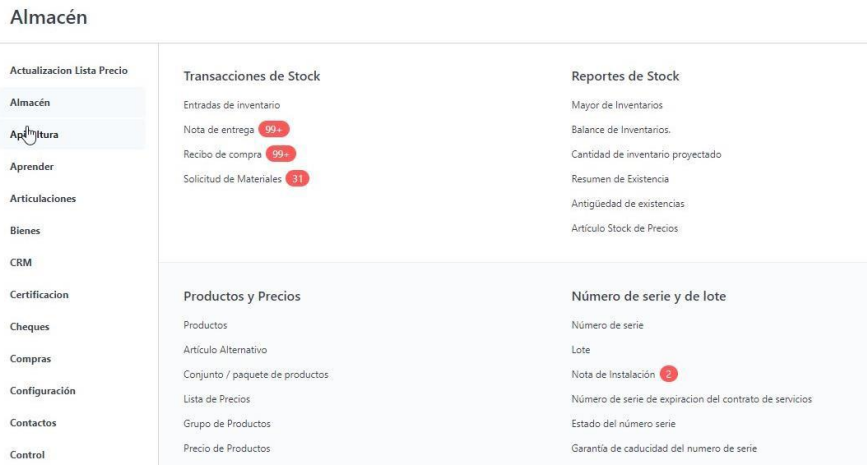 Almacén
Actualizacion Lista Precio
Almacén
Apicultura
Aprender
Articulaciones
Bienes
CRM
Certificacion
Cheques
Compras
Configuración
Contactos
Control
Transacciones de Stock
Entradas de inventario
Nota de entrega 99+
Recibo de compra 99+
Solicitud de Materiales 31
Reportes de Stock
Mayor de Inventarios
Balance de Inventarios.
Cantidad de inventario proyectado
Resumen de Existencia
Antigüedad de existencias
Artículo Stock de Precios
Productos y Precios
Productos
Artículo Alternativo
Conjunto / paquete de productos
Lista de Precios
Grupo de Productos
Precio de Productos
Número de serie y de lote
Número de serie
Lote
Nota de Instalación 2
Número de serie de expiracion del contrato de servicios
Estado del número serie
Garantía de caducidad del numero de serie